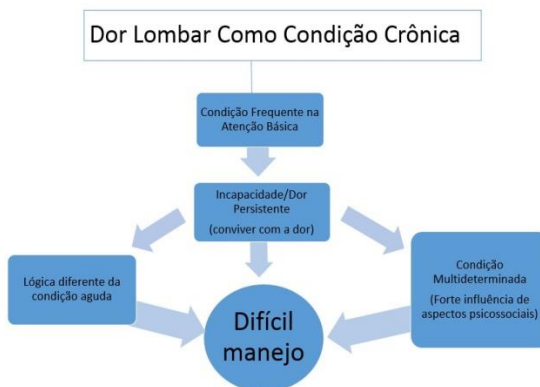 Dor Lombar Como Condição Crônica
Condição Frequente na
Atenção Básica
Incapacidade/Dor
Persistente
(conviver com a dor)
Lógica diferente da
condição aguda
Condição
Multideterminada
(Forte influência de
aspectos psicossociais)
Difícil
manejo